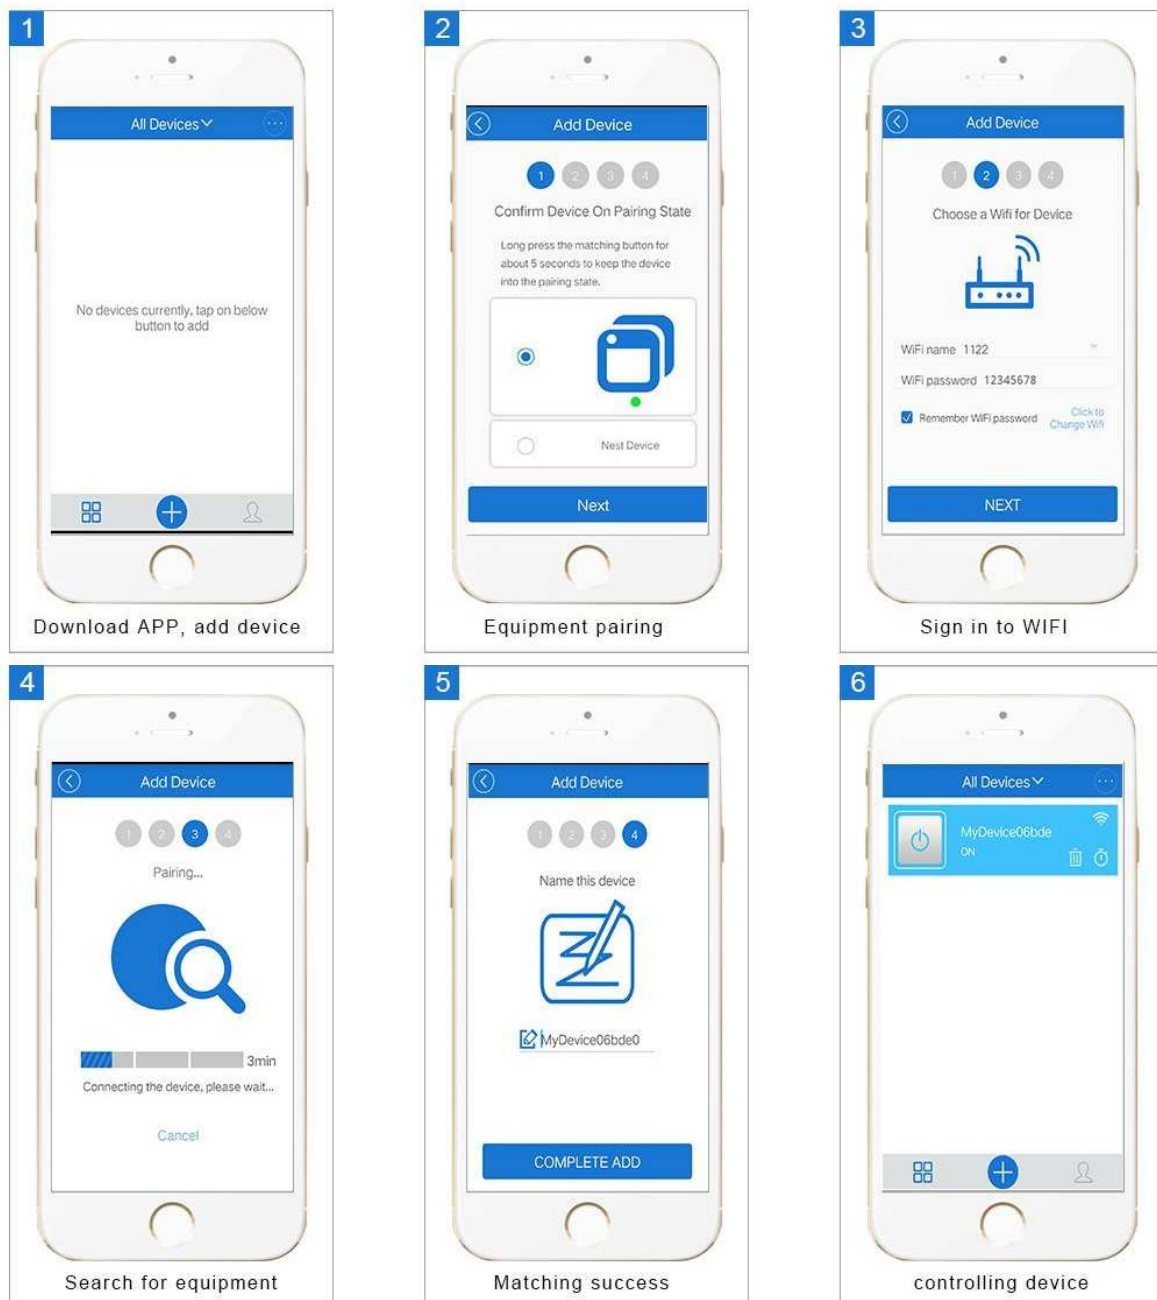 1
All Devices
No devices currently, tap on below
button to add
Download APP, add device
2
Add Device
1 2 3 4
Confirm Device On Pairing State
Long press the matching button for
about 5 seconds to keep the device
into the pairing state.
Nest Device
Next
Equipment pairing
3
Add Device
1 2 3 4
Choose a Wifi for Device
WiFi name 1122
WiFi password 12345678
Remember WiFi password
Click to
Change Wifi
NEXT
Sign in to WIFI
4
Add Device
1 2 3 4
Pairing...
3min
Connecting the device, please wait...
Cancel
Search for equipment
5
Add Device
1 2 3 4
Name this device
MyDevice06bde0
COMPLETE ADD
Matching success
6
All Devices
MyDevice06bde
ON
controlling device